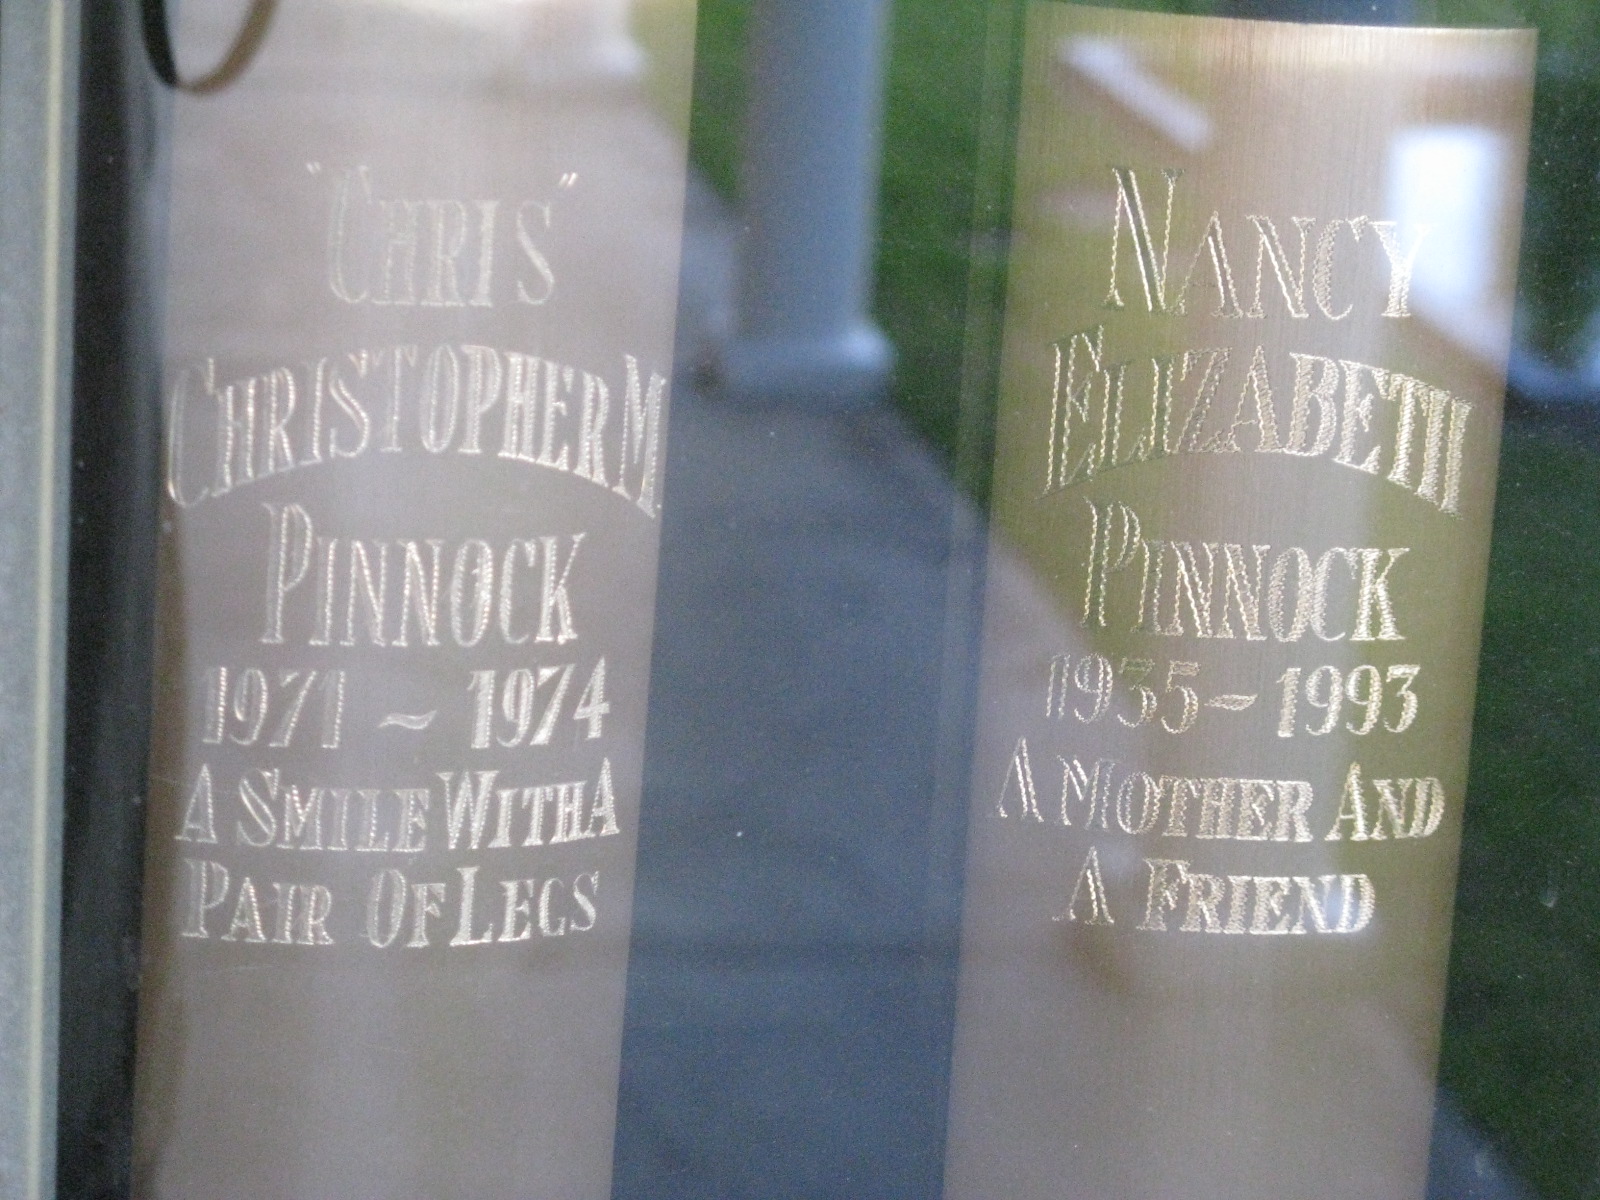 "CHRIS"
CHRISTOPHER M
PINNOCK
1971 ~ 1974
A SMILE WITH A
PAIR OF LEGS
NANCY
ELIZABETH
PINNOCK
1935 ~ 1993
A MOTHER AND
A FRIEND